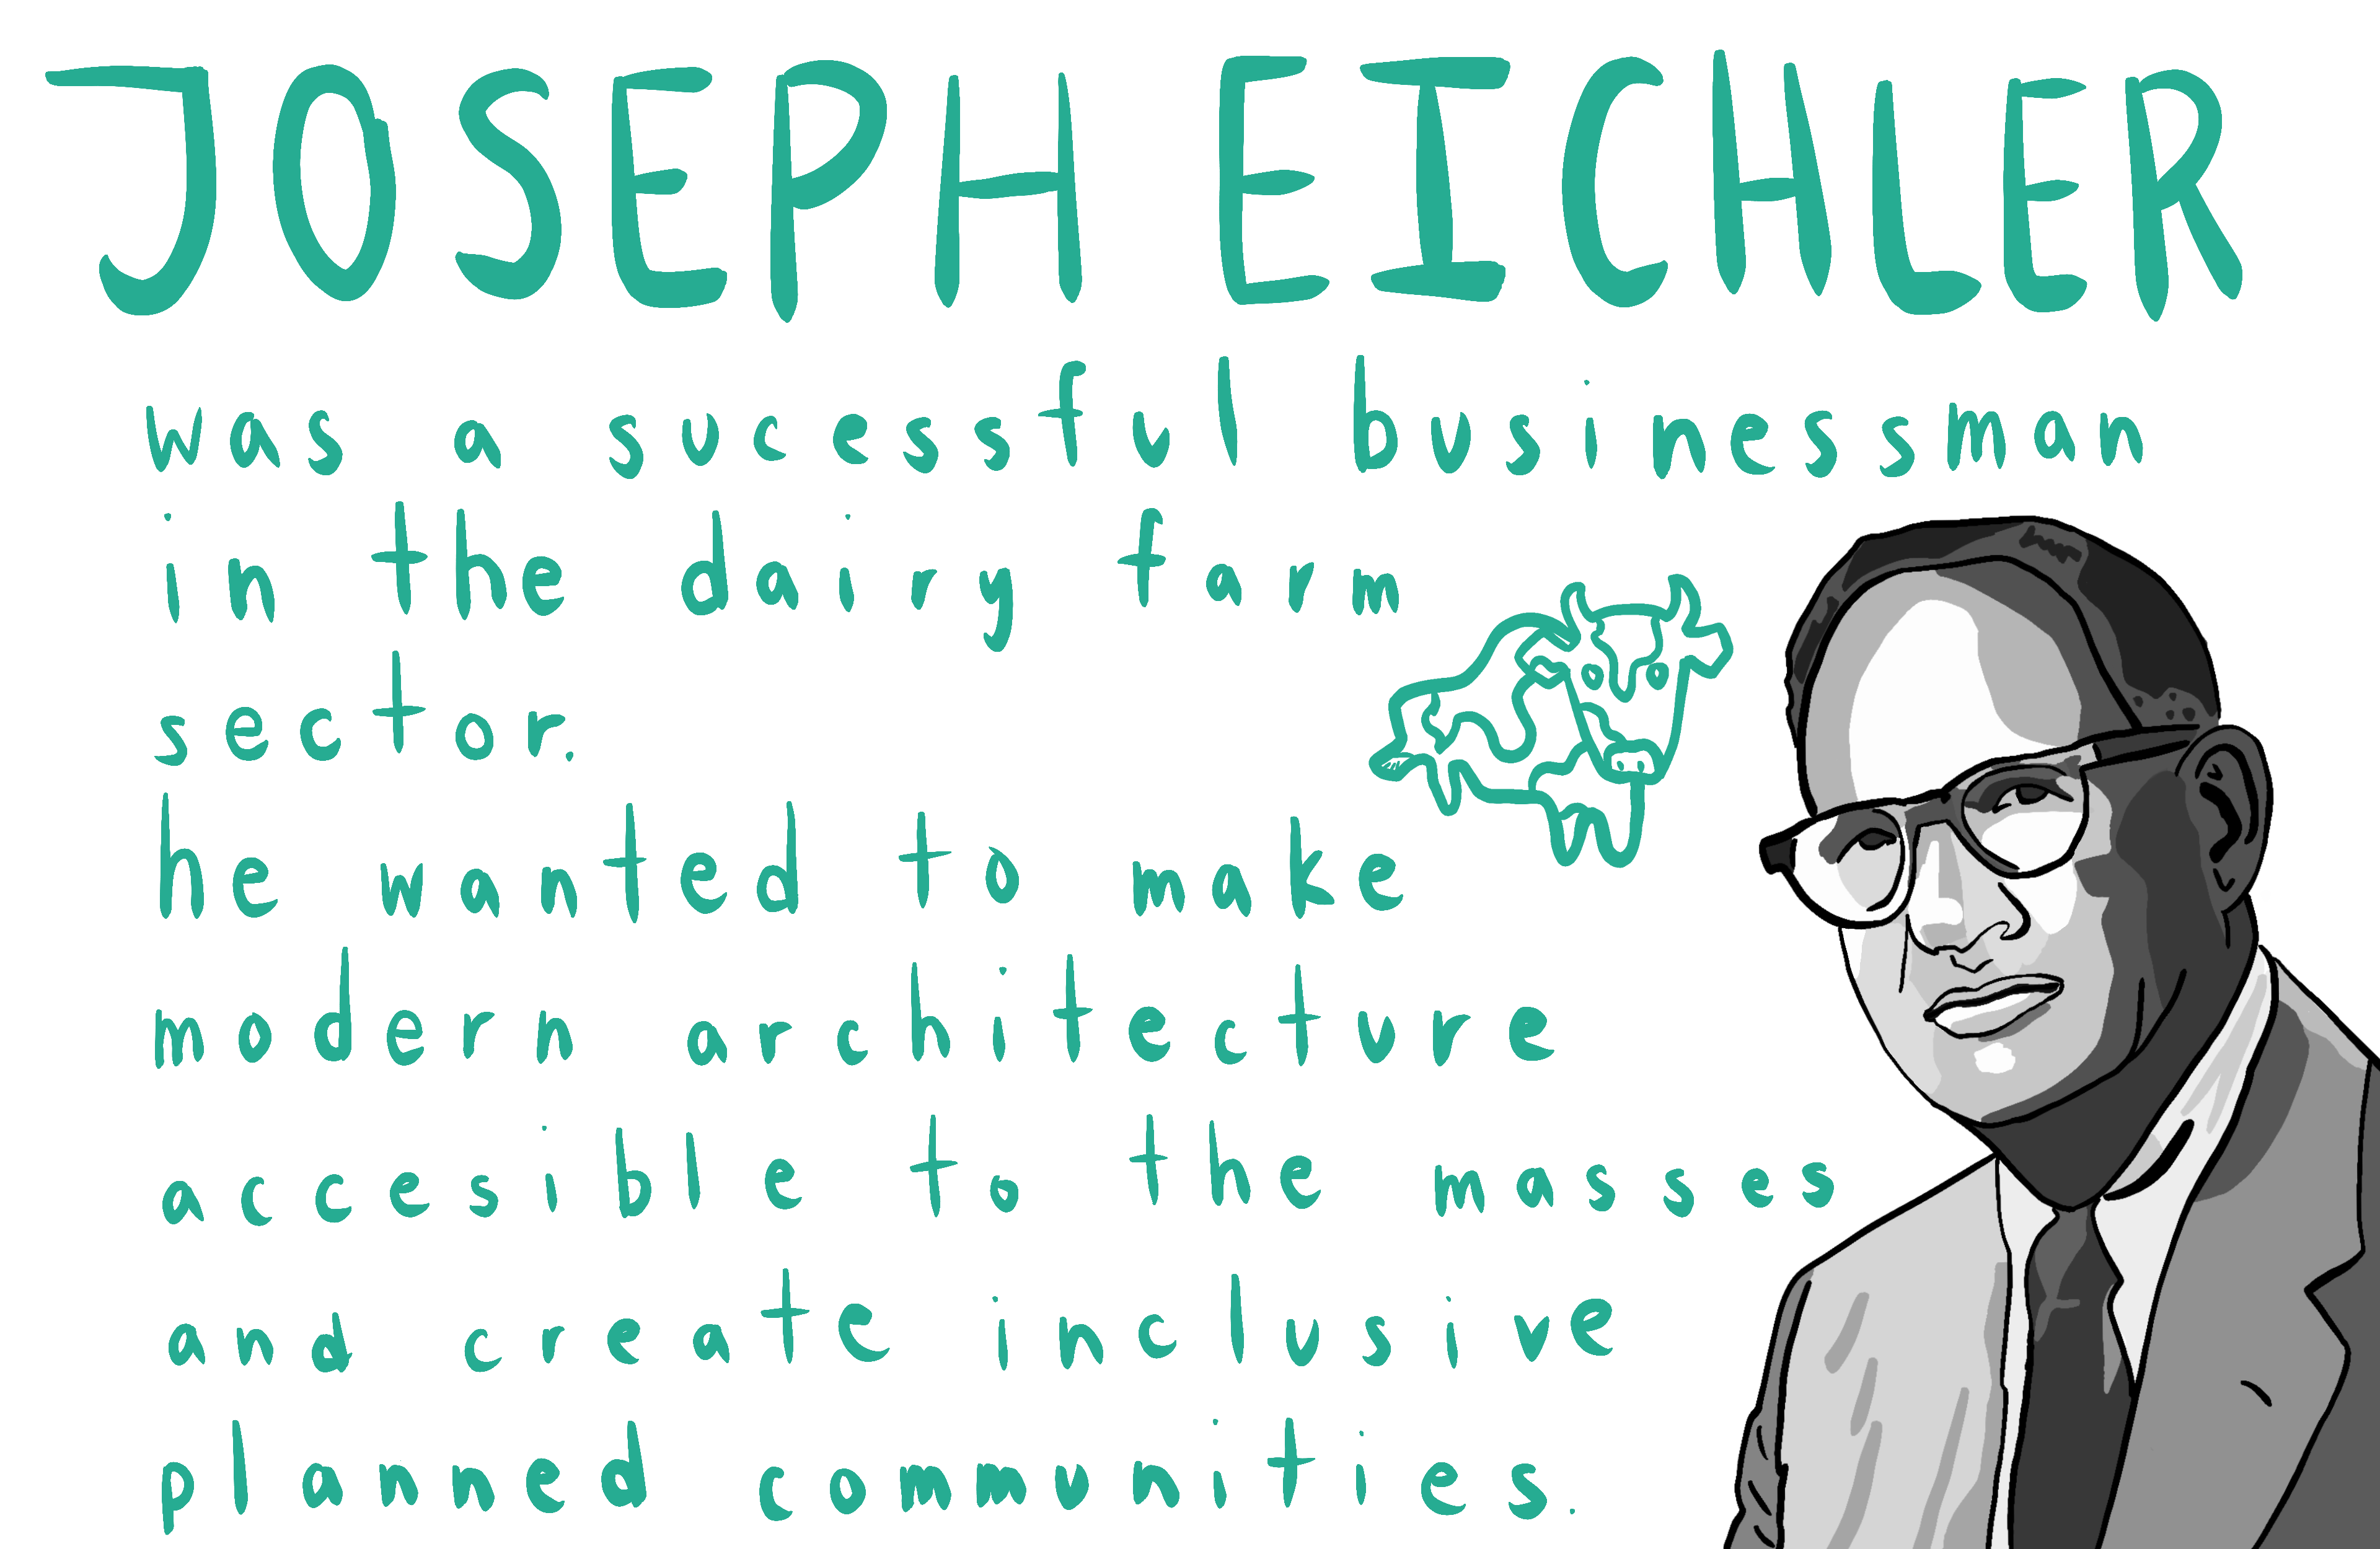 JOSEPH EICHLER
was a sucessful businessman
in the dairy farm
sector.
he wanted to make
modern architecture
accesible to the masses
and create inclusive
planned communities.